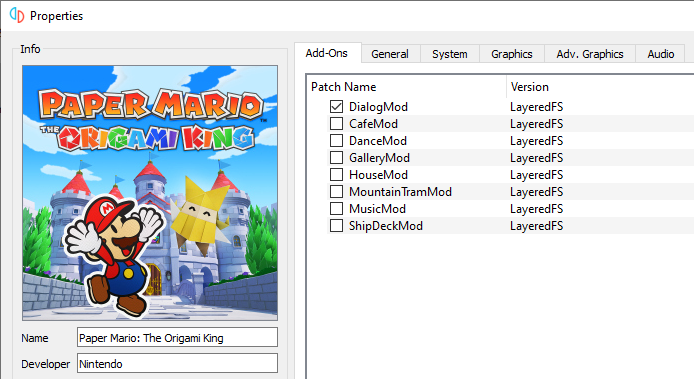 Properties
Info
PAPER MARIO™
THE ORIGAMI KING
M
Name
Paper Mario: The Origami King
Developer
Nintendo
Add-Ons
General
System
Graphics
Adv. Graphics
Audio
Patch Name
Version
DialogMod
LayeredFS
CafeMod
LayeredFS
DanceMod
LayeredFS
GalleryMod
LayeredFS
HouseMod
LayeredFS
MountainTramMod
LayeredFS
MusicMod
LayeredFS
ShipDeckMod
LayeredFS